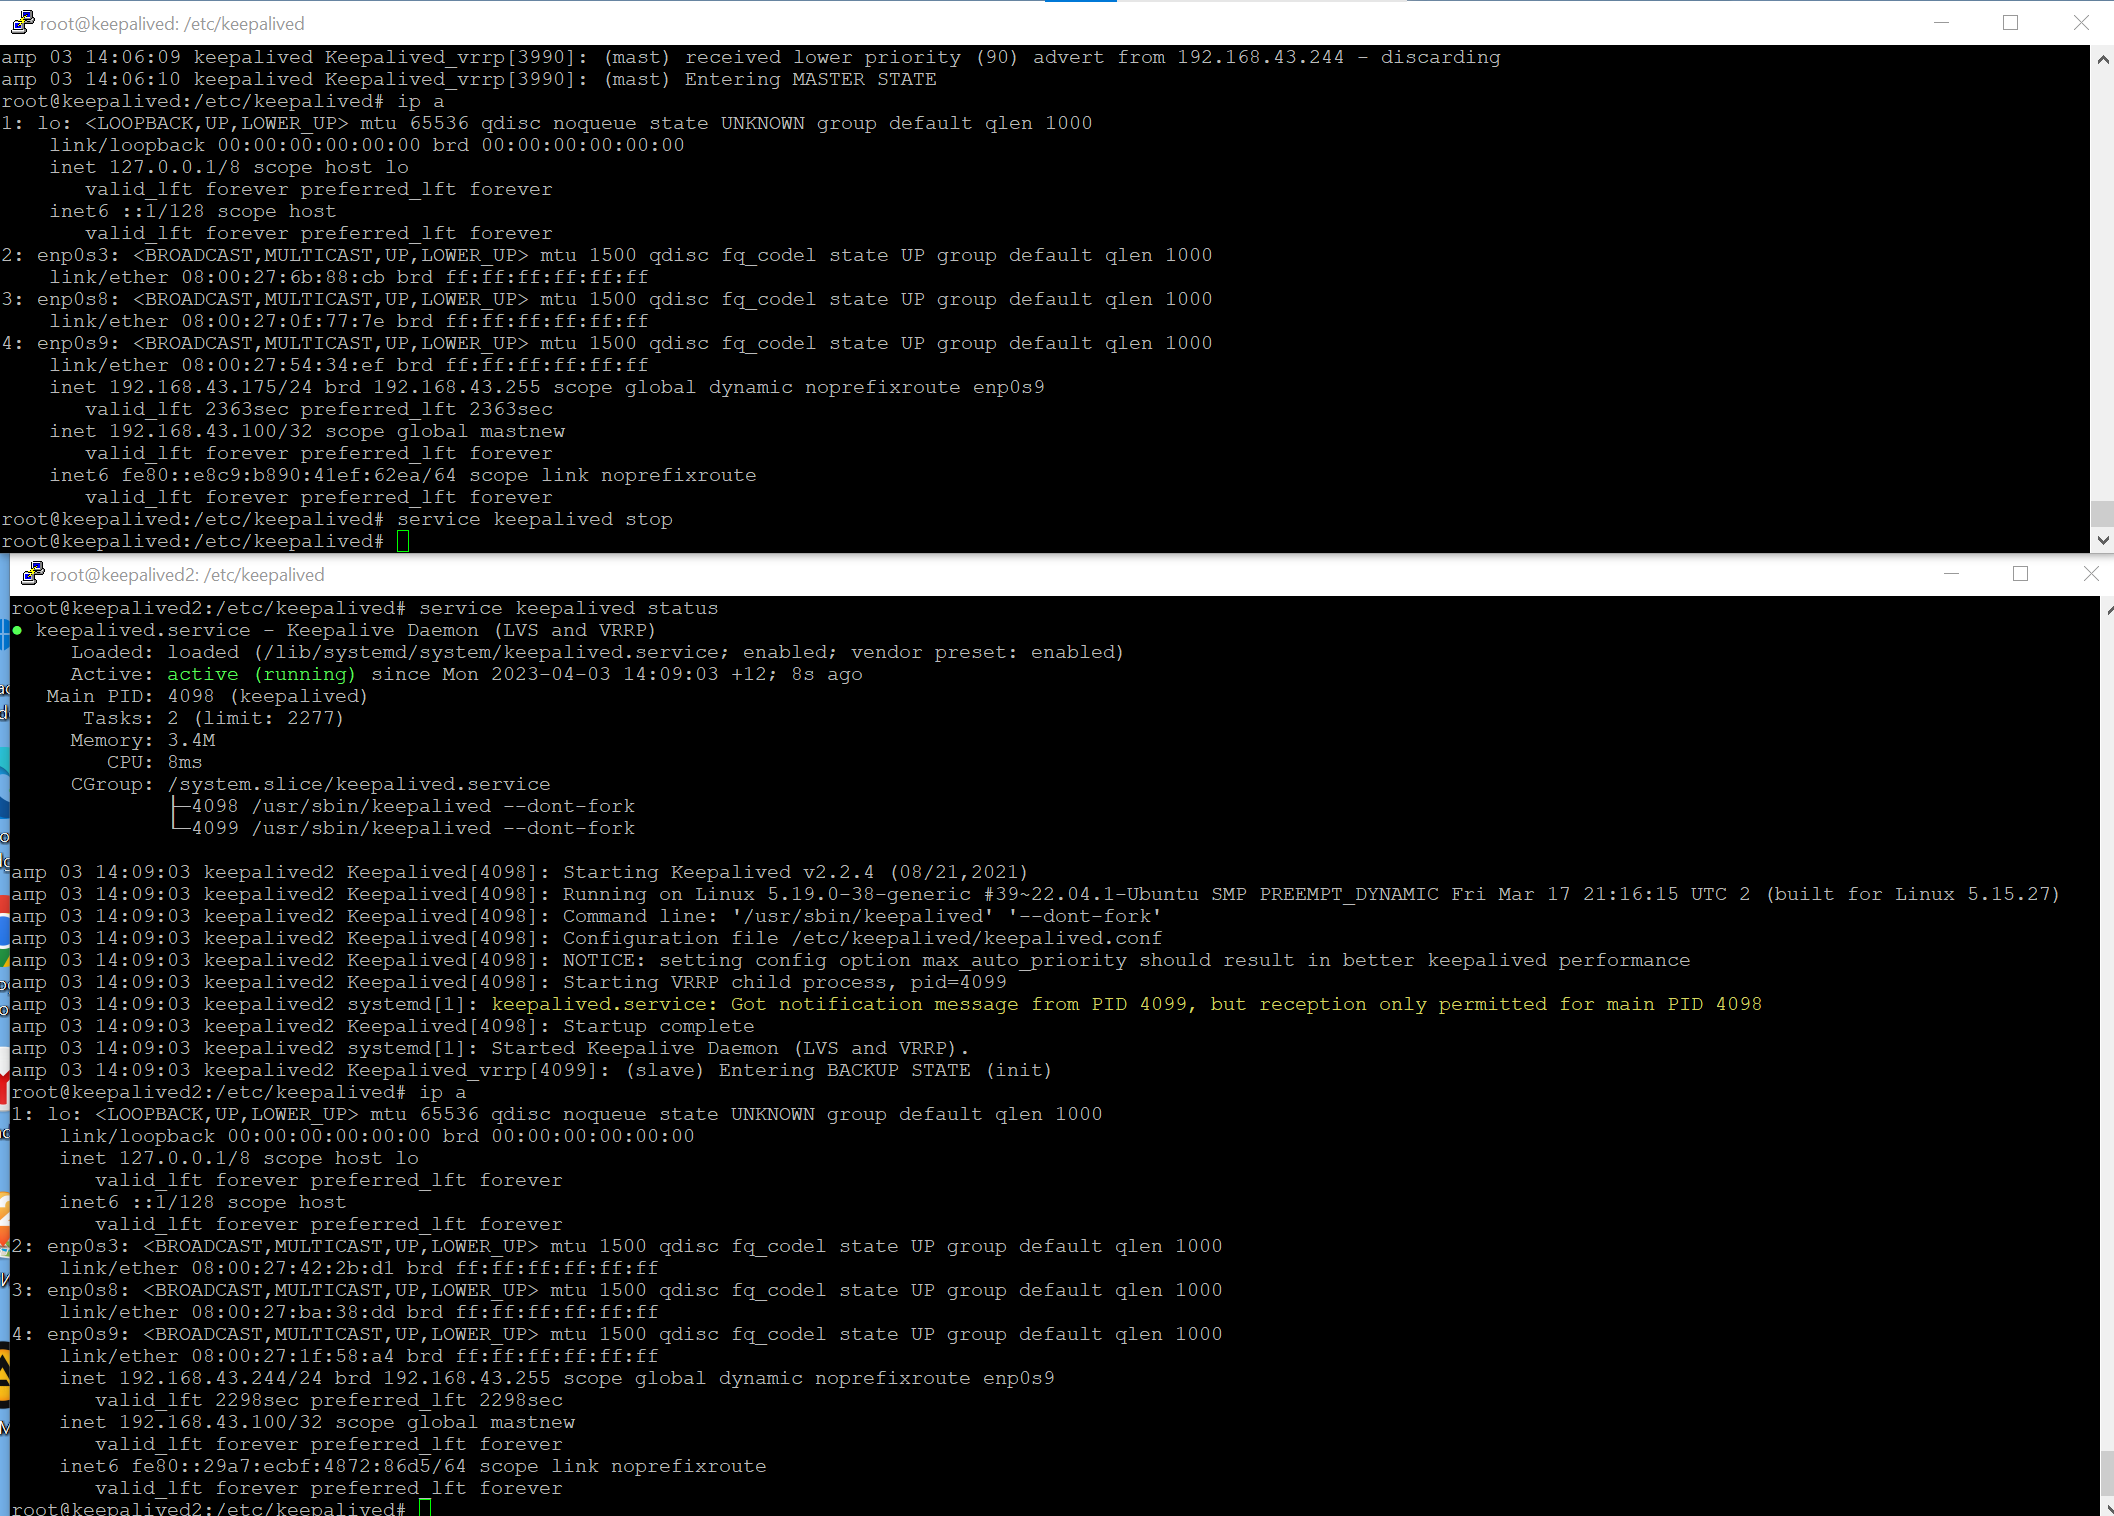 root@keepalived: /etc/keepalived
апр 03 14:06:09 keepalived Keepalived_vrrp[3990]: (mast) received lower priority (90) advert from 192.168.43.244 - discarding
апр 03 14:06:10 keepalived Keepalived_vrrp[3990]: (mast) Entering MASTER STATE
root@keepalived:/etc/keepalived# ip a
1: lo: <LOOPBACK,UP,LOWER_UP> mtu 65536 qdisc noqueue state UNKNOWN group default qlen 1000
    link/loopback 00:00:00:00:00:00 brd 00:00:00:00:00:00
    inet 127.0.0.1/8 scope host lo
       valid_lft forever preferred_lft forever
    inet6 ::1/128 scope host
       valid_lft forever preferred_lft forever
2: enp0s3: <BROADCAST,MULTICAST,UP,LOWER_UP> mtu 1500 qdisc fq_codel state UP group default qlen 1000
    link/ether 08:00:27:6b:88:cb brd ff:ff:ff:ff:ff:ff
3: enp0s8: <BROADCAST,MULTICAST,UP,LOWER_UP> mtu 1500 qdisc fq_codel state UP group default qlen 1000
    link/ether 08:00:27:0f:77:7e brd ff:ff:ff:ff:ff:ff
4: enp0s9: <BROADCAST,MULTICAST,UP,LOWER_UP> mtu 1500 qdisc fq_codel state UP group default qlen 1000
    link/ether 08:00:27:54:34:ef brd ff:ff:ff:ff:ff:ff
    inet 192.168.43.175/24 brd 192.168.43.255 scope global dynamic noprefixroute enp0s9
       valid_lft 2363sec preferred_lft 2363sec
    inet 192.168.43.100/32 scope global mastnew
       valid_lft forever preferred_lft forever
    inet6 fe80::e8c9:b890:41ef:62ea/64 scope link noprefixroute
       valid_lft forever preferred_lft forever
root@keepalived:/etc/keepalived# service keepalived stop
root@keepalived:/etc/keepalived#
root@keepalived2: /etc/keepalived
root@keepalived2:/etc/keepalived# service keepalived status
● keepalived.service - Keepalive Daemon (LVS and VRRP)
     Loaded: loaded (/lib/systemd/system/keepalived.service; enabled; vendor preset: enabled)
     Active: active (running) since Mon 2023-04-03 14:09:03 +12; 8s ago
   Main PID: 4098 (keepalived)
      Tasks: 2 (limit: 2277)
     Memory: 3.4M
        CPU: 8ms
     CGroup: /system.slice/keepalived.service
             ├─4098 /usr/sbin/keepalived --dont-fork
             └─4099 /usr/sbin/keepalived --dont-fork
апр 03 14:09:03 keepalived2 Keepalived[4098]: Starting Keepalived v2.2.4 (08/21,2021)
апр 03 14:09:03 keepalived2 Keepalived[4098]: Running on Linux 5.19.0-38-generic #39~22.04.1-Ubuntu SMP PREEMPT_DYNAMIC Fri Mar 17 21:16:15 UTC 2 (built for Linux 5.15.27)
апр 03 14:09:03 keepalived2 Keepalived[4098]: Command line: '/usr/sbin/keepalived' '--dont-fork'
апр 03 14:09:03 keepalived2 Keepalived[4098]: Configuration file /etc/keepalived/keepalived.conf
апр 03 14:09:03 keepalived2 Keepalived[4098]: NOTICE: setting config option max_auto_priority should result in better keepalived performance
апр 03 14:09:03 keepalived2 Keepalived[4098]: Starting VRRP child process, pid=4099
апр 03 14:09:03 keepalived2 systemd[1]: keepalived.service: Got notification message from PID 4099, but reception only permitted for main PID 4098
апр 03 14:09:03 keepalived2 Keepalived[4098]: Startup complete
апр 03 14:09:03 keepalived2 systemd[1]: Started Keepalive Daemon (LVS and VRRP).
апр 03 14:09:03 keepalived2 Keepalived_vrrp[4099]: (slave) Entering BACKUP STATE (init)
root@keepalived2:/etc/keepalived# ip a
1: lo: <LOOPBACK,UP,LOWER_UP> mtu 65536 qdisc noqueue state UNKNOWN group default qlen 1000
    link/loopback 00:00:00:00:00:00 brd 00:00:00:00:00:00
    inet 127.0.0.1/8 scope host lo
       valid_lft forever preferred_lft forever
    inet6 ::1/128 scope host
       valid_lft forever preferred_lft forever
2: enp0s3: <BROADCAST,MULTICAST,UP,LOWER_UP> mtu 1500 qdisc fq_codel state UP group default qlen 1000
    link/ether 08:00:27:42:2b:d1 brd ff:ff:ff:ff:ff:ff
3: enp0s8: <BROADCAST,MULTICAST,UP,LOWER_UP> mtu 1500 qdisc fq_codel state UP group default qlen 1000
    link/ether 08:00:27:ba:38:dd brd ff:ff:ff:ff:ff:ff
4: enp0s9: <BROADCAST,MULTICAST,UP,LOWER_UP> mtu 1500 qdisc fq_codel state UP group default qlen 1000
    link/ether 08:00:27:1f:58:a4 brd ff:ff:ff:ff:ff:ff
    inet 192.168.43.244/24 brd 192.168.43.255 scope global dynamic noprefixroute enp0s9
       valid_lft 2298sec preferred_lft 2298sec
    inet 192.168.43.100/32 scope global mastnew
       valid_lft forever preferred_lft forever
    inet6 fe80::29a7:ecbf:4872:86d5/64 scope link noprefixroute
       valid_lft forever preferred_lft forever
root@keepalived2:/etc/keepalived#